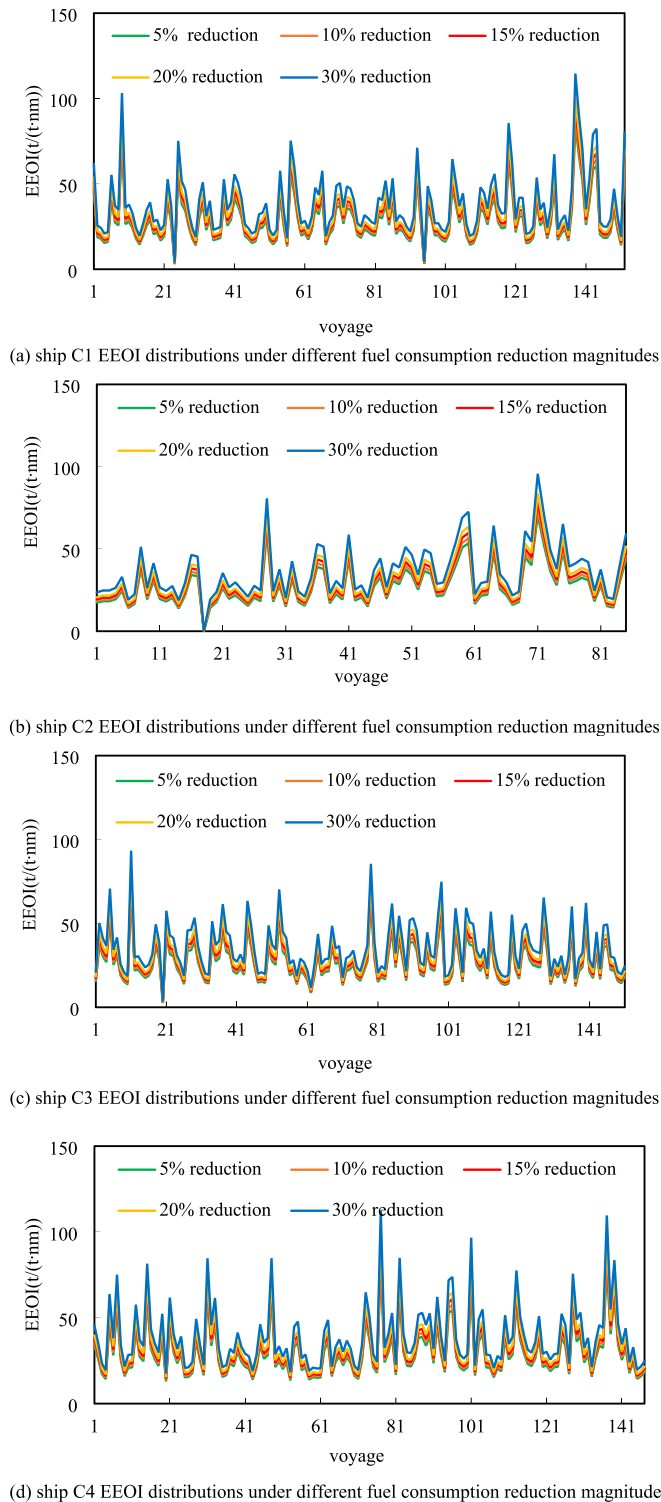 150
5% reduction 10% reduction 15% reduction
20% reduction 30% reduction
100
EEOI(t/(t·nm))
50
0
1 21 41 61 81 101 121 141
voyage
(a) ship C1 EEOI distributions under different fuel consumption reduction magnitudes
150
5% reduction 10% reduction 15% reduction
20% reduction 30% reduction
100
EEOI(t/(t·nm))
50
0
1 11 21 31 41 51 61 71 81
voyage
(b) ship C2 EEOI distributions under different fuel consumption reduction magnitudes
150
5% reduction 10% reduction 15% reduction
20% reduction 30% reduction
100
EEOI(t/(t·nm))
50
0
1 21 41 61 81 101 121 141
voyage
(c) ship C3 EEOI distributions under different fuel consumption reduction magnitudes
150
5% reduction 10% reduction 15% reduction
20% reduction 30% reduction
100
EEOI(t/(t·nm))
50
0
1 21 41 61 81 101 121 141
voyage
(d) ship C4 EEOI distributions under different fuel consumption reduction magnitude